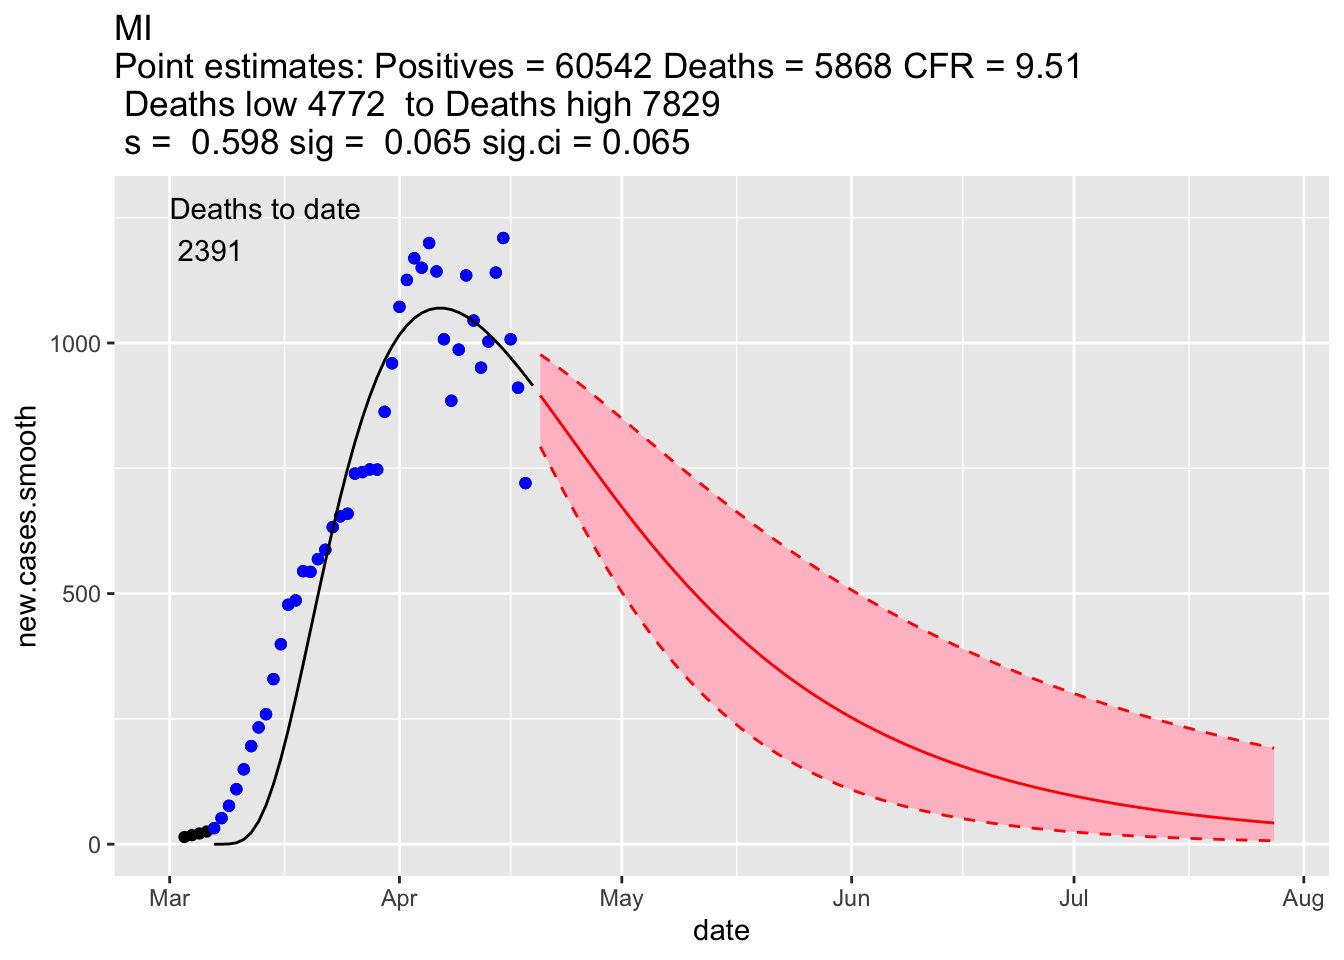 MI
Point estimates: Positives = 60542 Deaths = 5868 CFR = 9.51
Deaths low 4772  to Deaths high 7829
s =  0.598 sig =  0.065 sig.ci = 0.065
Deaths to date
2391
1000
500
0
new.cases.smooth
Mar Apr May Jun Jul Aug
date